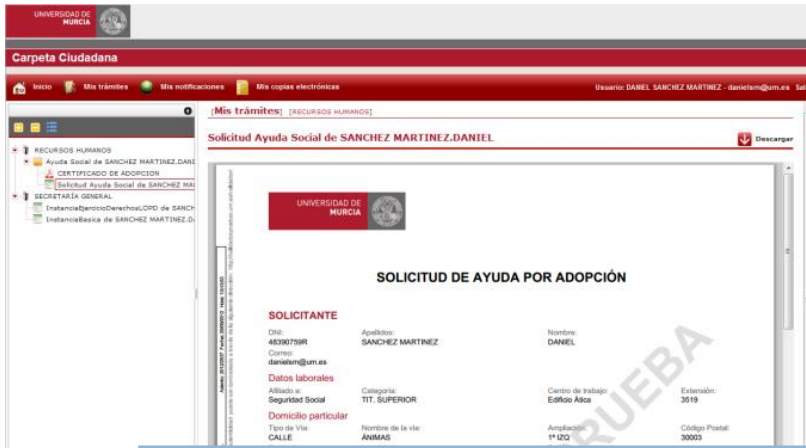 UNIVERSIDAD DE
MURCIA
Carpeta Ciudadana
Inicio Mis trámites Mis notificaciones Mis copias electrónicas Usuario: DANIEL SANCHEZ MARTINEZ - danielsm@um.es Sal
[Mis trámites] [RECURSOS HUMANOS]
Solicitud Ayuda Social de SANCHEZ MARTINEZ.DANIEL Descargar
RECURSOS HUMANOS
Ayuda Social de SANCHEZ MARTINEZ.DANI
CERTIFICADO DE ADOPCION
Solicitud Ayuda Social de SANCHEZ MA
SECRETARÍA GENERAL
InstanciaEjercicioDerechosLOPD de SANCH
InstanciaBasica de SANCHEZ MARTINEZ.D
UNIVERSIDAD DE
MURCIA
SOLICITUD DE AYUDA POR ADOPCIÓN
SOLICITANTE
DNI: Apellidos: Nombre:
48390759R SANCHEZ MARTINEZ DANIEL
Correo:
danielsm@um.es
Datos laborales
Afiliado a: Categoría: Centro de trabajo: Extensión:
Seguridad Social TIT. SUPERIOR Edificio Ática 3519
Domicilio particular
Tipo de Vía: Nombre de la vía: Ampliación: Código Postal:
CALLE ÁNIMAS 1º IZQ 30003
PRUEBA